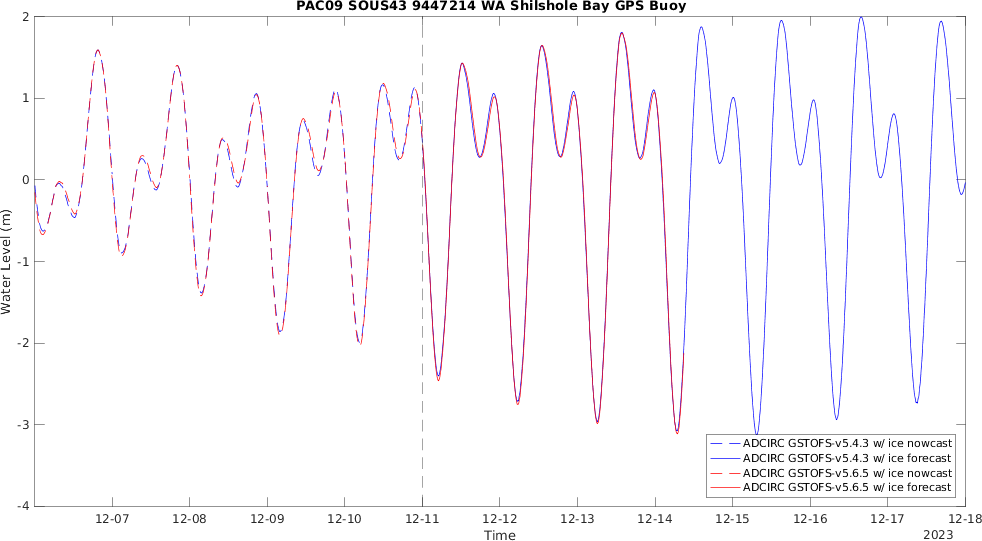 PAC09 SOUS43 9447214 WA Shilshole Bay GPS Buoy
2
1
0
-1
-2
-3
-4
Water Level (m)
ADCIRC GSTOFS-v5.4.3 w/ ice nowcast
ADCIRC GSTOFS-v5.4.3 w/ ice forecast
ADCIRC GSTOFS-v5.6.5 w/ ice nowcast
ADCIRC GSTOFS-v5.6.5 w/ ice forecast
12-07 12-08 12-09 12-10 12-11 12-12 12-13 12-14 12-15 12-16 12-17 12-18
Time
2023